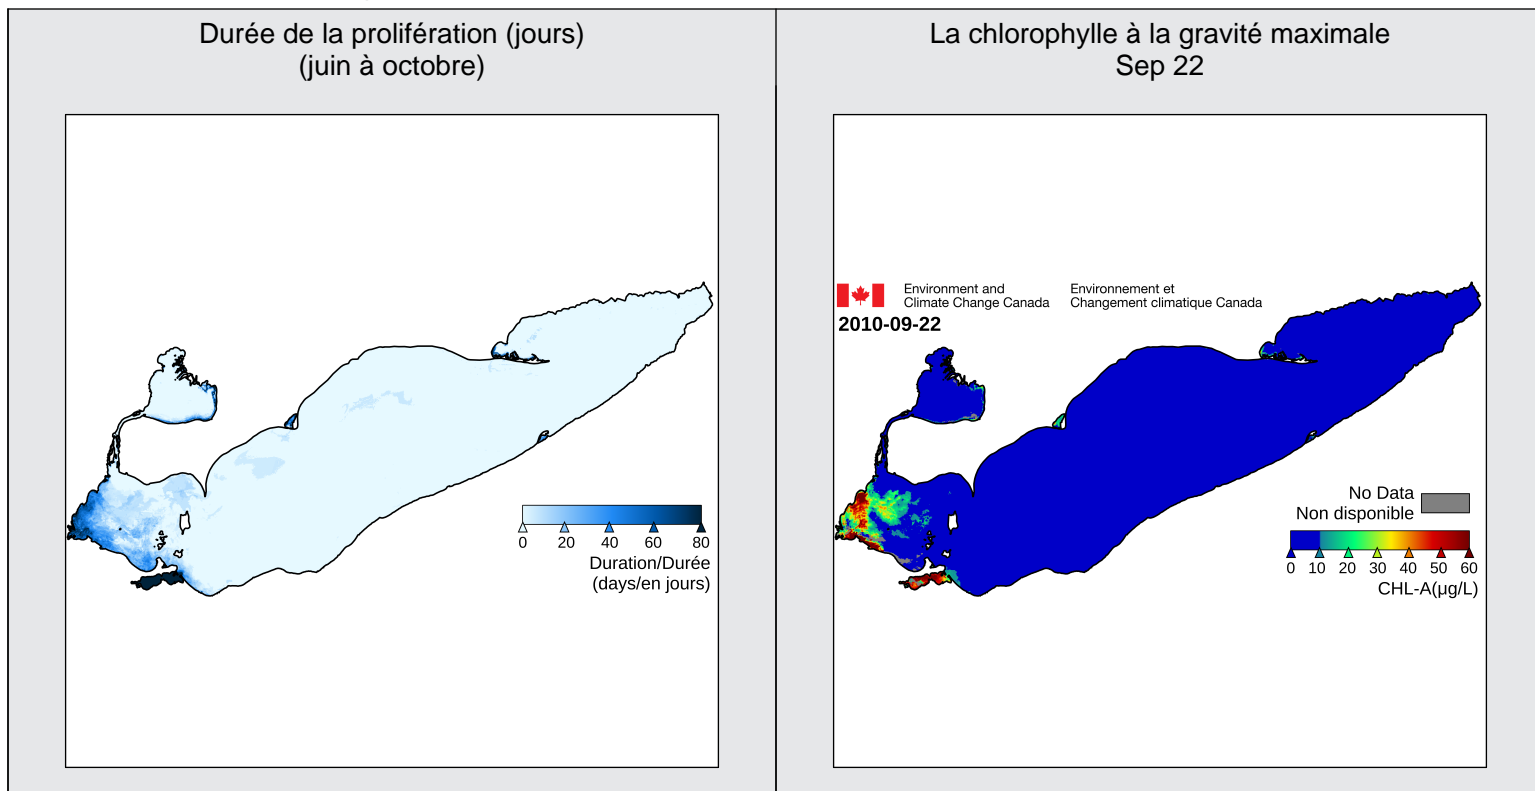 Durée de la prolifération (jours)
(juin à octobre)
0 20 40 60 80
Duration/Durée
(days/en jours)
La chlorophylle à la gravité maximale
Sep 22
Environment and
Climate Change Canada
Environnement et
Changement climatique Canada
2010-09-22
No Data
Non disponible
0 10 20 30 40 50 60
CHL-A(µg/L)